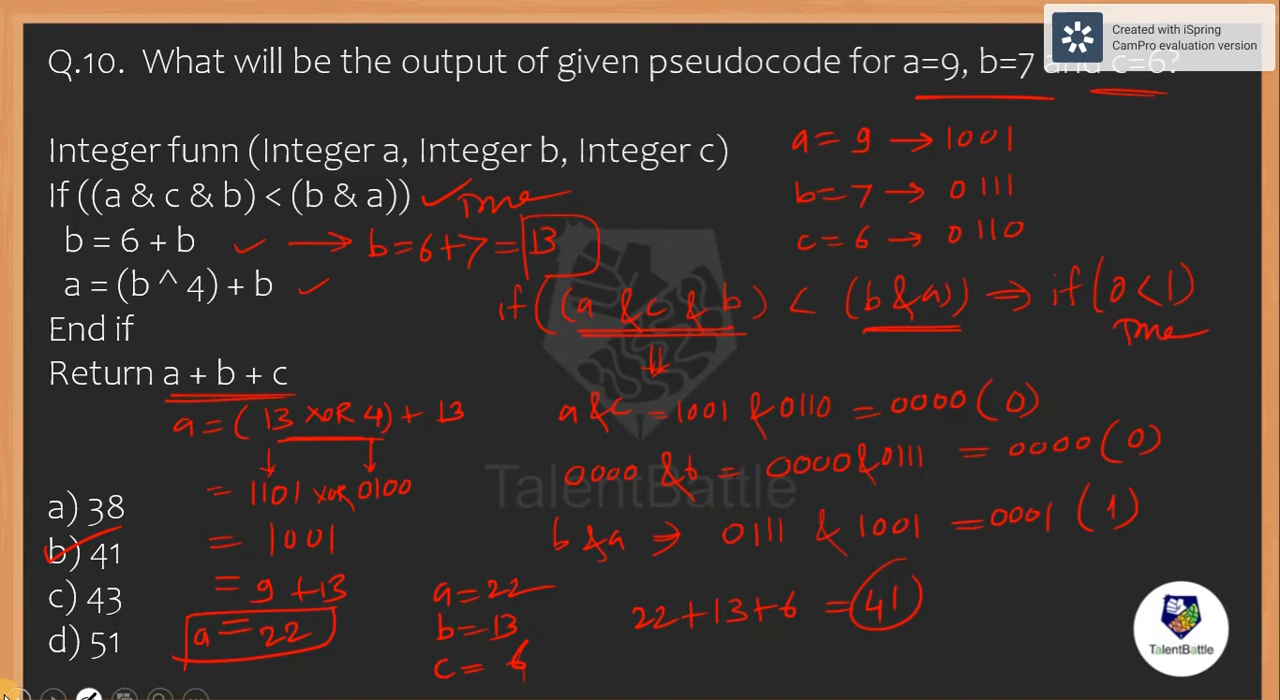 Created with iSpring
CamPro evaluation version
Q.10. What will be the output of given pseudocode for a=9, b=7 and c=6?
Integer funn (Integer a, Integer b, Integer c)
If ((a & c & b) < (b & a)) ✓ True
b = 6 + b ✓ → b=6+7= 13
a = (b ^ 4) + b ✓
End if
Return a + b + c
a = 9 → 1001
b = 7 → 0111
c = 6 → 0110
if ((a & c & b) < (b & a)) ⇒ if (0<1)
True
⇓
a & c = 1001 & 0110 = 0000 (0)
0000 & b = 0000 & 0111 = 0000 (0)
b & a ⇒ 0111 & 1001 = 0001 (1)
a = ( 13 XOR 4) + 13
= 1101 XOR 0100
= 1001
= 9 + 13
a = 22
a = 22
b = 13
c = 6
22+13+6 = 41
a) 38
b) 41
c) 43
d) 51
TalentBattle
TalentBattle